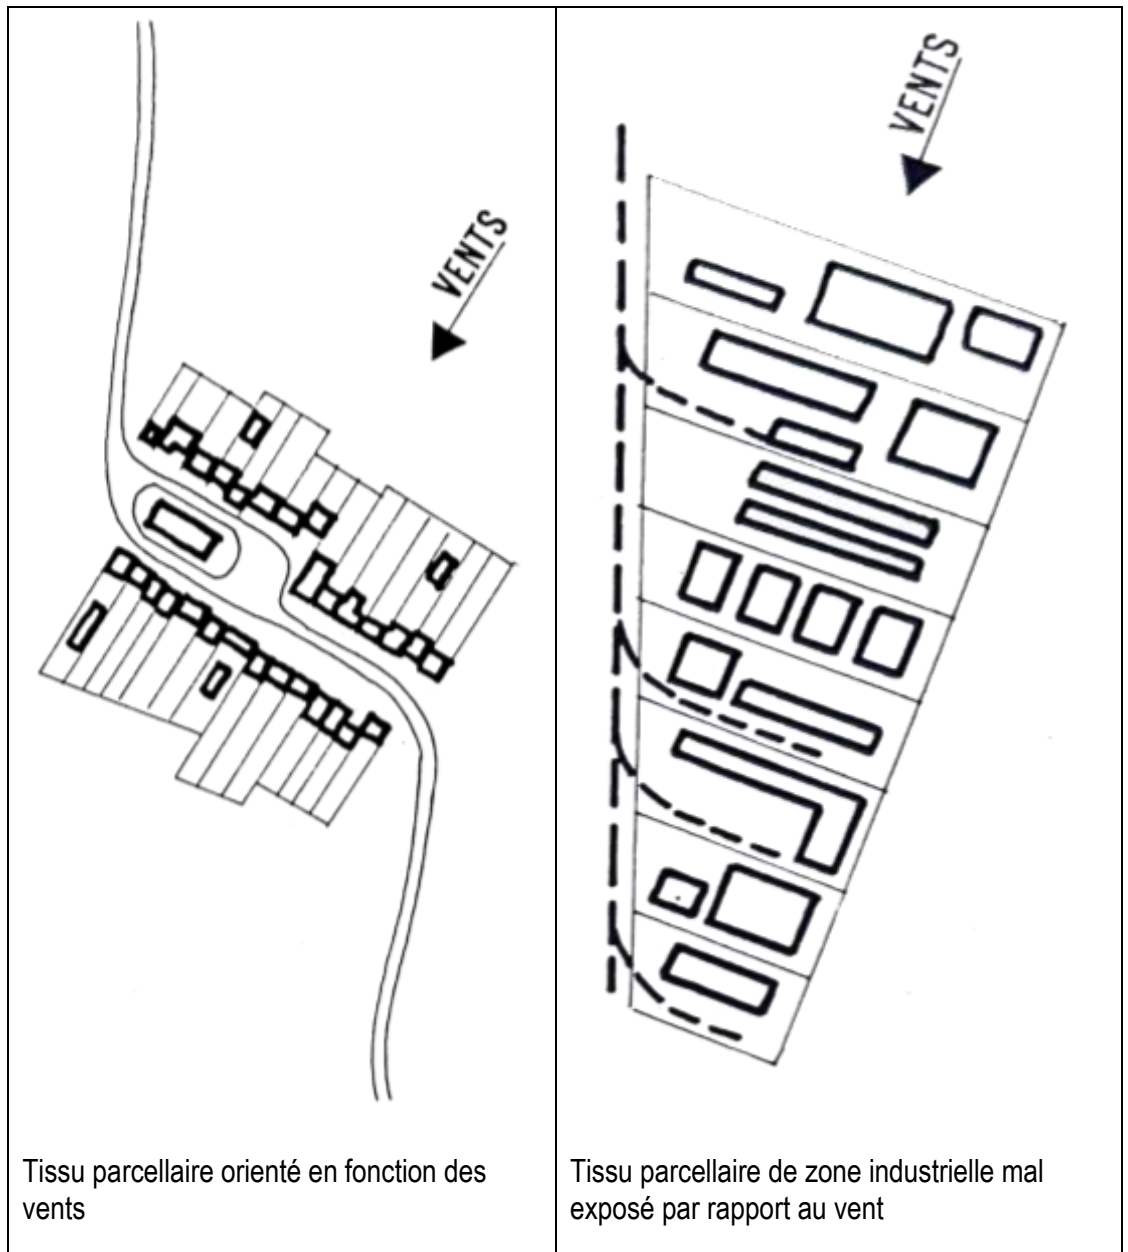 VENTS
VENTS
Tissu parcellaire orienté en fonction des
vents
Tissu parcellaire de zone industrielle mal
exposé par rapport au vent